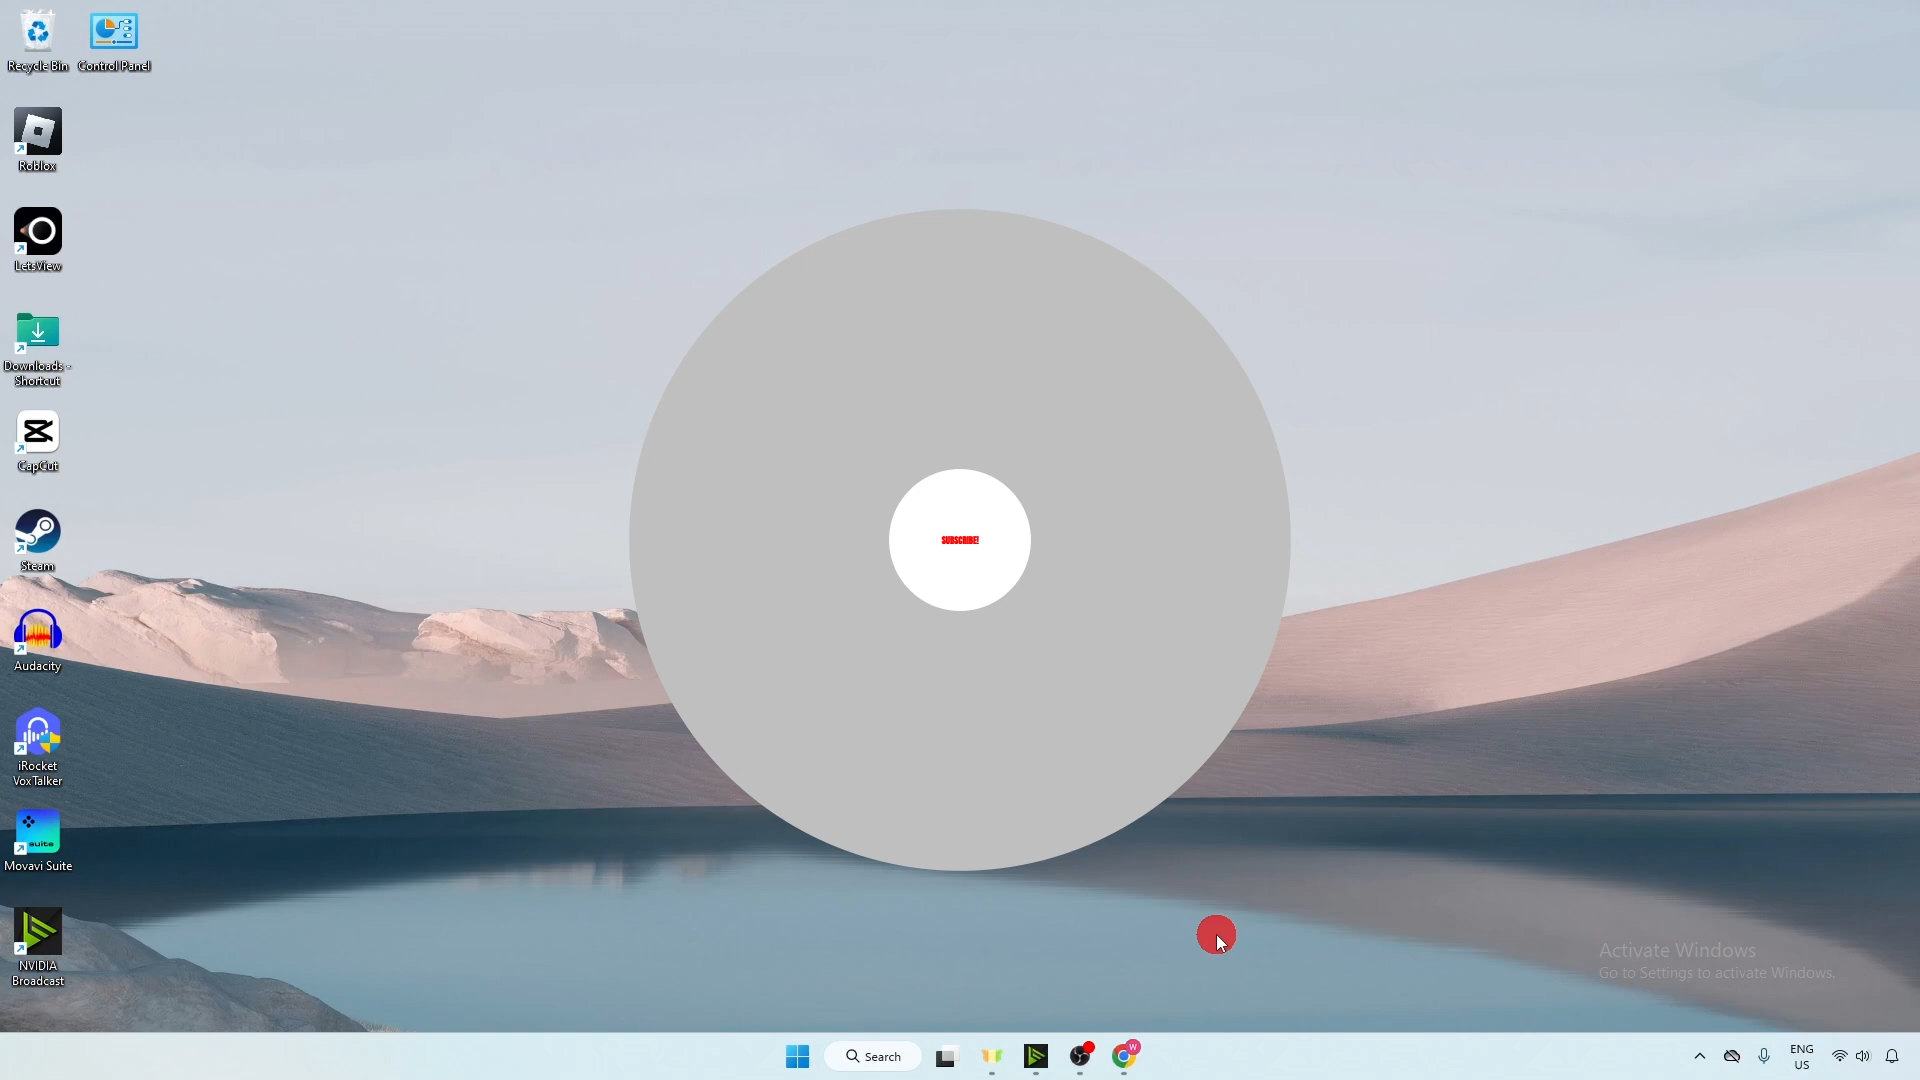 Recycle Bin
Control Panel
Roblox
LetsView
Downloads -
Shortcut
CapCut
Steam
Audacity
iRocket
VoxTalker
suite
Movavi Suite
NVIDIA
Broadcast
SUBSCRIBE!
Activate Windows
Go to Settings to activate Windows.
Search
W
ENG
US